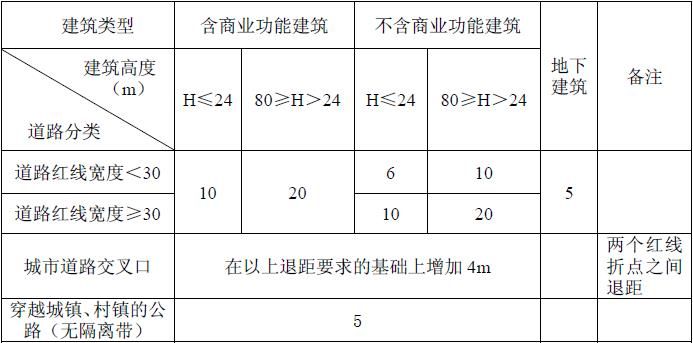 建筑类型 含商业功能建筑 不含商业功能建筑 地下建筑 备注
建筑高度（m）
道路分类
H≤24 80≥H＞24 H≤24 80≥H＞24
道路红线宽度＜30 10 20 6 10 5
道路红线宽度≥30 10 20
城市道路交叉口 在以上退距要求的基础上增加 4m 两个红线折点之间退距
穿越城镇、村镇的公路（无隔离带） 5